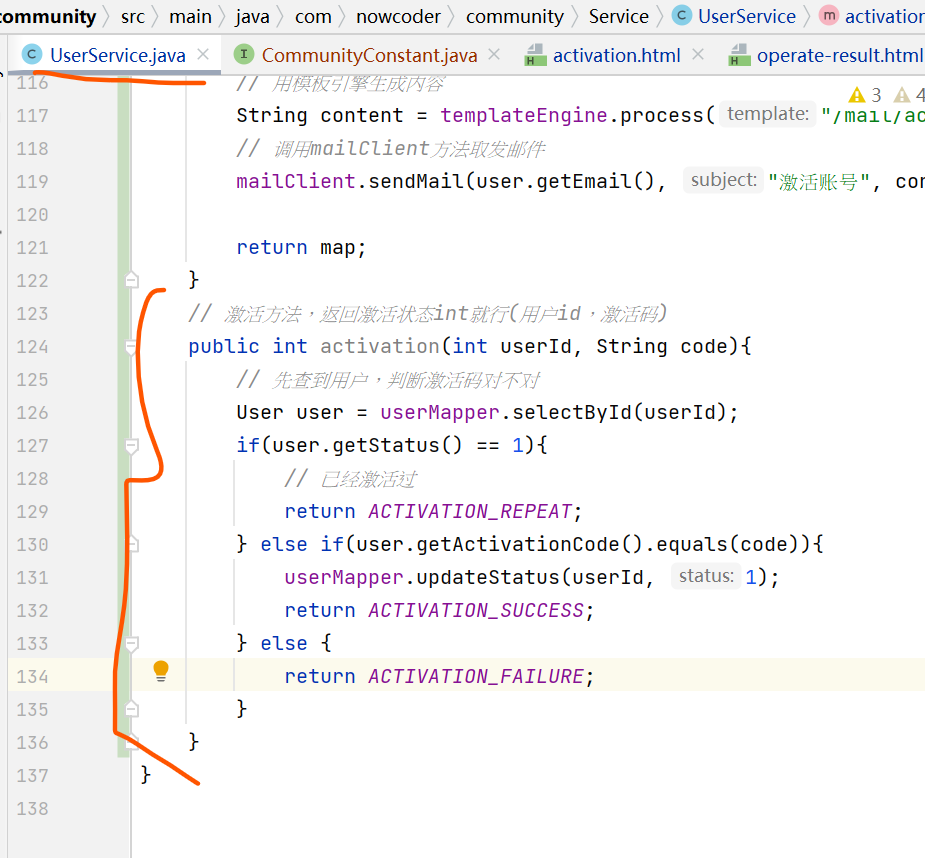 ommunity 〉 src 〉 main 〉 java 〉 com 〉 nowcoder 〉 community 〉 Service 〉 C UserService 〉 m activation
C UserService.java × I CommunityConstant.java × H activation.html × H operate-result.html
116 // 用模板引擎生成内容 3 4
117 String content = templateEngine.process( template: "/mail/ac
118 // 调用mailClient方法取发邮件
119 mailClient.sendMail(user.getEmail(), subject: "激活账号", con
120
121 return map;
122 }
123 // 激活方法，返回激活状态int就行(用户id，激活码)
124 public int activation(int userId, String code){
125 // 先查到用户，判断激活码对不对
126 User user = userMapper.selectById(userId);
127 if(user.getStatus() == 1){
128 // 已经激活过
129 return ACTIVATION_REPEAT;
130 } else if(user.getActivationCode().equals(code)){
131 userMapper.updateStatus(userId, status: 1);
132 return ACTIVATION_SUCCESS;
133 } else {
134 return ACTIVATION_FAILURE;
135 }
136 }
137 }
138